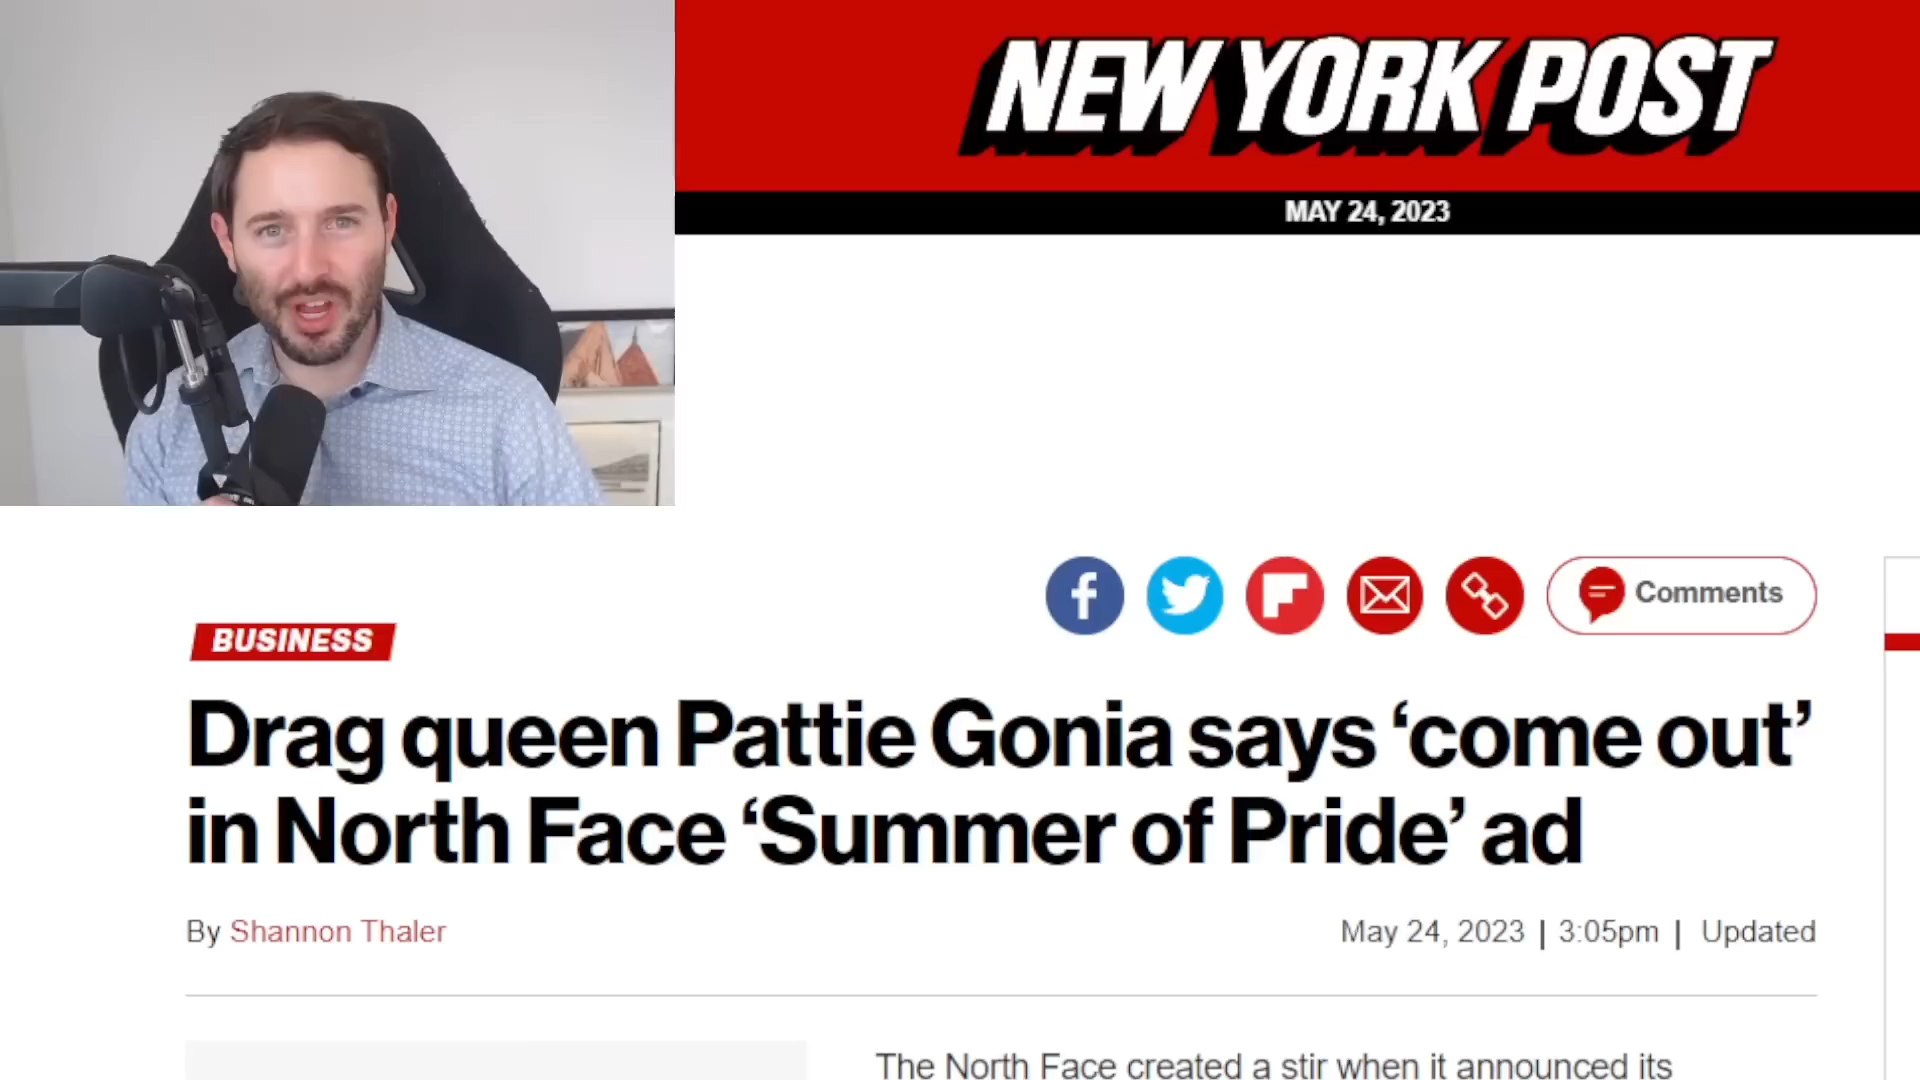 NEW YORK POST
MAY 24, 2023
Comments
BUSINESS
Drag queen Pattie Gonia says ‘come out’
in North Face ‘Summer of Pride’ ad
By Shannon Thaler
May 24, 2023 | 3:05pm | Updated
The North Face created a stir when it announced its